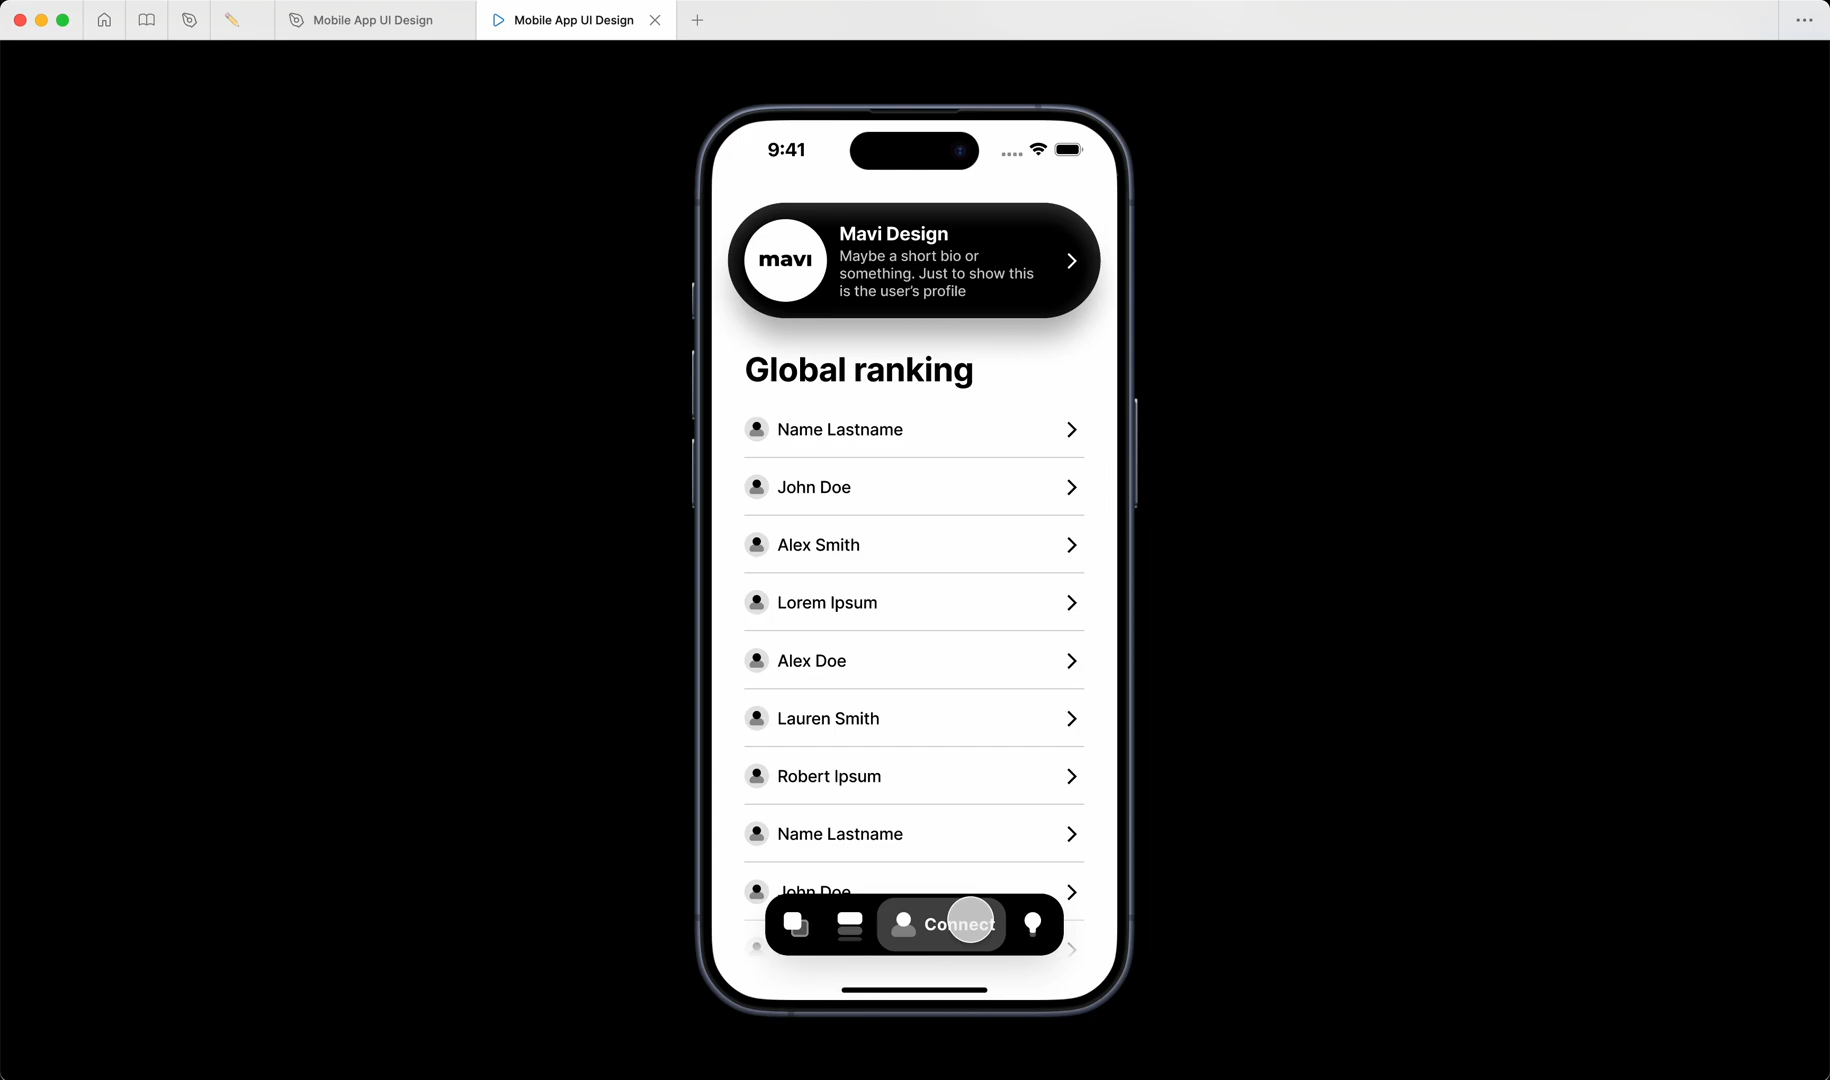 Mobile App UI Design
Mobile App UI Design
9:41
mavi
Mavi Design
Maybe a short bio or
something. Just to show this
is the user's profile
Global ranking
Name Lastname
John Doe
Alex Smith
Lorem Ipsum
Alex Doe
Lauren Smith
Robert Ipsum
Name Lastname
John Doe
Connect